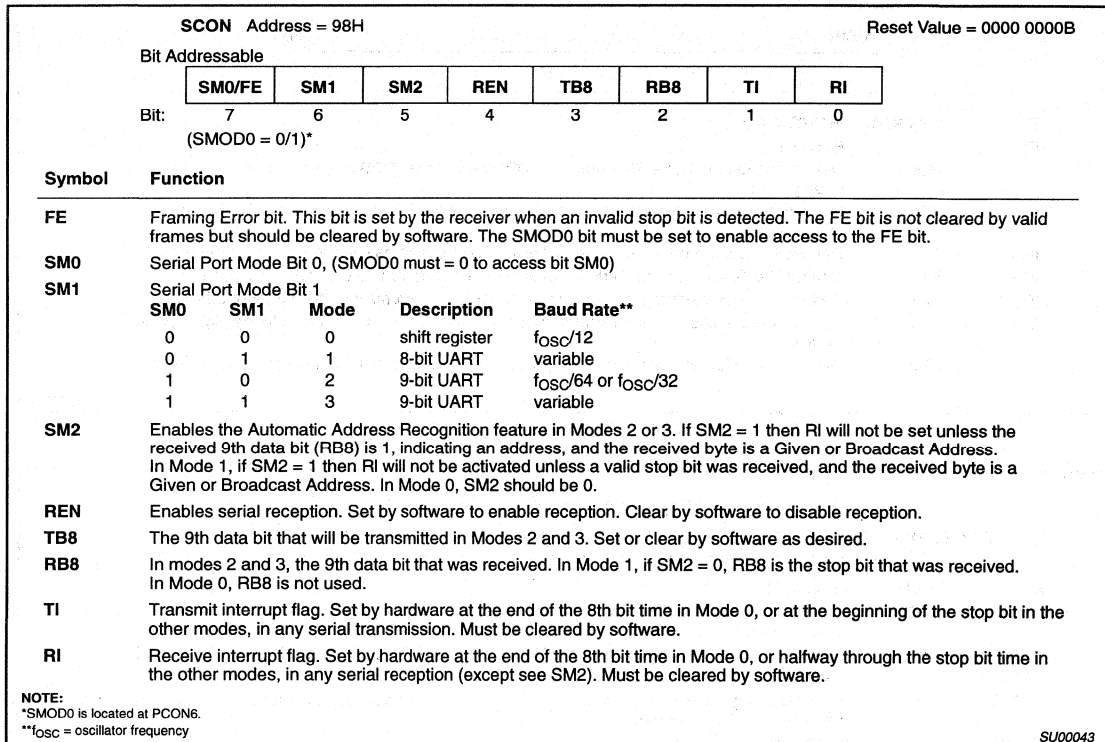 SCON Address = 98H Reset Value = 0000 0000B
Bit Addressable
SM0/FE SM1 SM2 REN TB8 RB8 TI RI
Bit: 7 6 5 4 3 2 1 0
(SMOD0 = 0/1)*
Symbol Function
FE Framing Error bit. This bit is set by the receiver when an invalid stop bit is detected. The FE bit is not cleared by valid
frames but should be cleared by software. The SMOD0 bit must be set to enable access to the FE bit.
SM0 Serial Port Mode Bit 0, (SMOD0 must = 0 to access bit SM0)
SM1 Serial Port Mode Bit 1
SM0 SM1 Mode Description Baud Rate**
0 0 0 shift register fOSC/12
0 1 1 8-bit UART variable
1 0 2 9-bit UART fOSC/64 or fOSC/32
1 1 3 9-bit UART variable
SM2 Enables the Automatic Address Recognition feature in Modes 2 or 3. If SM2 = 1 then RI will not be set unless the
received 9th data bit (RB8) is 1, indicating an address, and the received byte is a Given or Broadcast Address.
In Mode 1, if SM2 = 1 then RI will not be activated unless a valid stop bit was received, and the received byte is a
Given or Broadcast Address. In Mode 0, SM2 should be 0.
REN Enables serial reception. Set by software to enable reception. Clear by software to disable reception.
TB8 The 9th data bit that will be transmitted in Modes 2 and 3. Set or clear by software as desired.
RB8 In modes 2 and 3, the 9th data bit that was received. In Mode 1, if SM2 = 0, RB8 is the stop bit that was received.
In Mode 0, RB8 is not used.
TI Transmit interrupt flag. Set by hardware at the end of the 8th bit time in Mode 0, or at the beginning of the stop bit in the
other modes, in any serial transmission. Must be cleared by software.
RI Receive interrupt flag. Set by hardware at the end of the 8th bit time in Mode 0, or halfway through the stop bit time in
the other modes, in any serial reception (except see SM2). Must be cleared by software.
NOTE:
*SMOD0 is located at PCON6.
**fOSC = oscillator frequency
SU00043